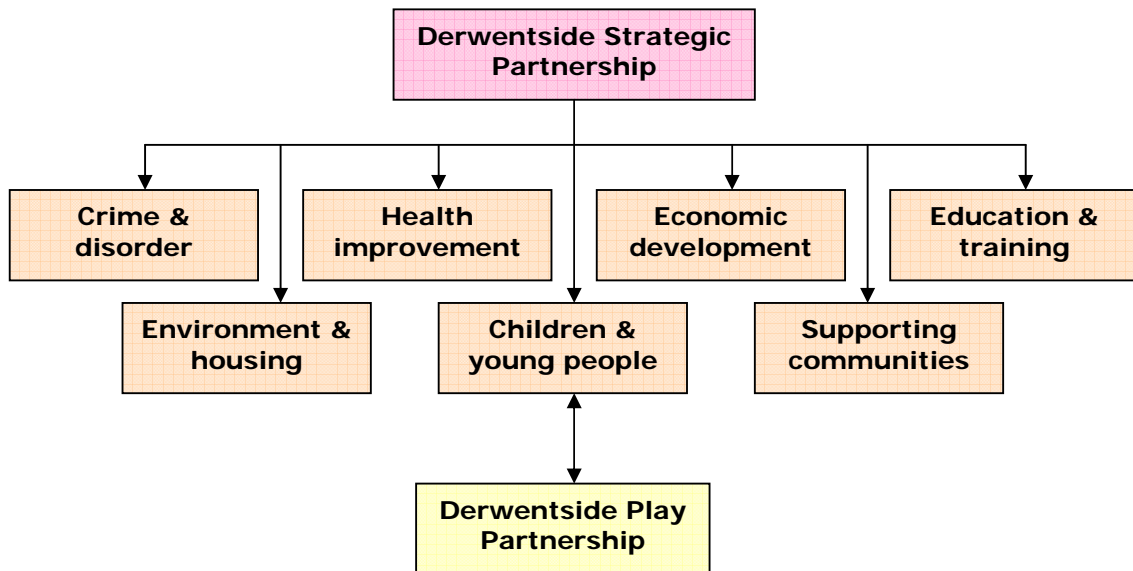 Derwentside Strategic
Partnership
Crime &
disorder
Health
improvement
Economic
development
Education &
training
Environment &
housing
Children &
young people
Supporting
communities
Derwentside Play
Partnership